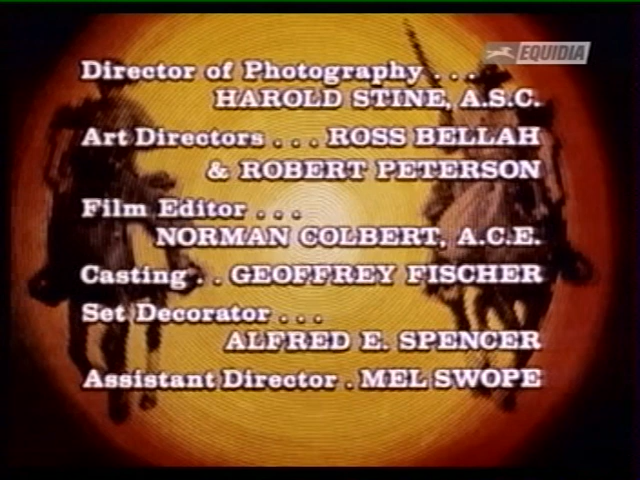 EQUIDIA
Director of Photography . . .
HAROLD STINE, A.S.C.
Art Directors . . . ROSS BELLAH
& ROBERT PETERSON
Film Editor . . .
NORMAN COLBERT, A.C.E.
Casting . . GEOFFREY FISCHER
Set Decorator . . .
ALFRED E. SPENCER
Assistant Director . MEL SWOPE